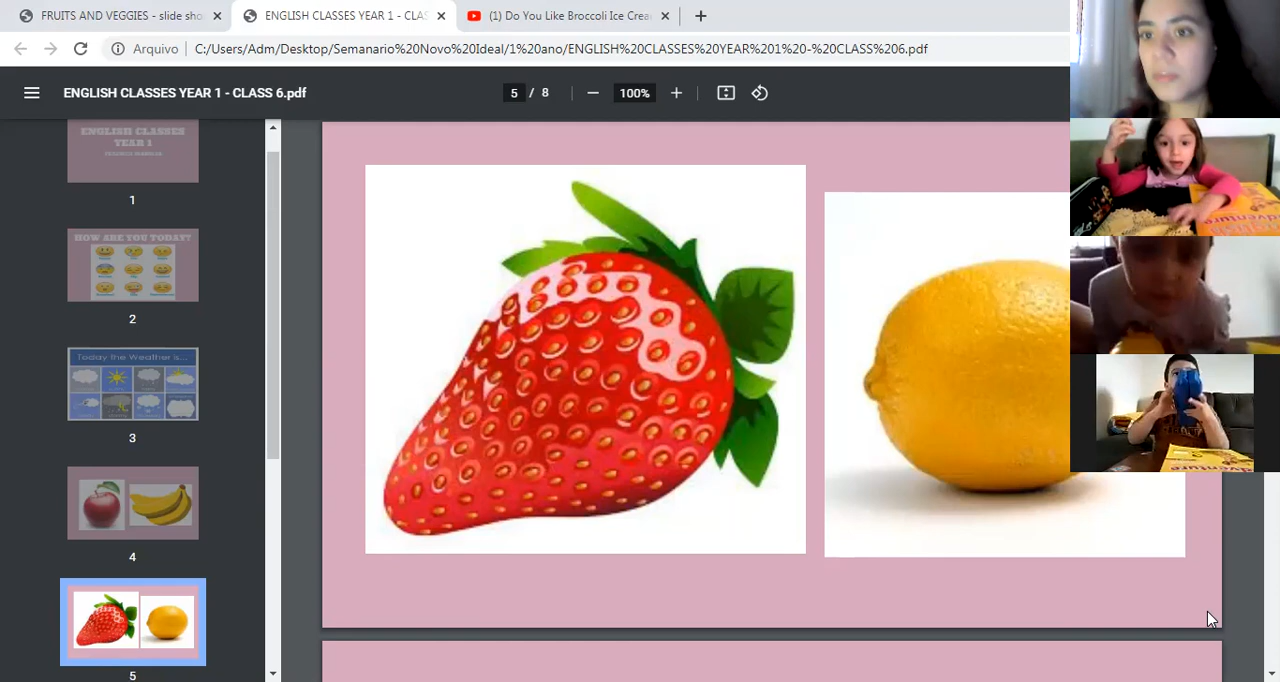 FRUITS AND VEGGIES - slide sho
ENGLISH CLASSES YEAR 1 - CLAS
(1) Do You Like Broccoli Ice Crea
Arquivo
C:/Users/Adm/Desktop/Semanario%20Novo%20Ideal/1%20ano/ENGLISH%20CLASSES%20YEAR%201%20-%20CLASS%206.pdf
ENGLISH CLASSES YEAR 1 - CLASS 6.pdf
5 / 8
100%
ENGLISH CLASSES
YEAR 1
1
HOW ARE YOU TODAY?
2
Today the Weather is...
3
4
5